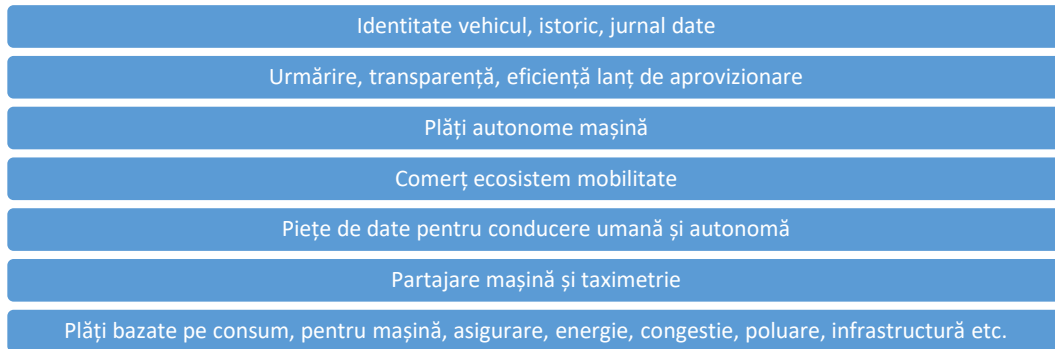 Identitate vehicul, istoric, jurnal date
Urmărire, transparență, eficiență lanț de aprovizionare
Plăți autonome mașină
Comerț ecosistem mobilitate
Piețe de date pentru conducere umană și autonomă
Partajare mașină și taximetrie
Plăți bazate pe consum, pentru mașină, asigurare, energie, congestie, poluare, infrastructură etc.